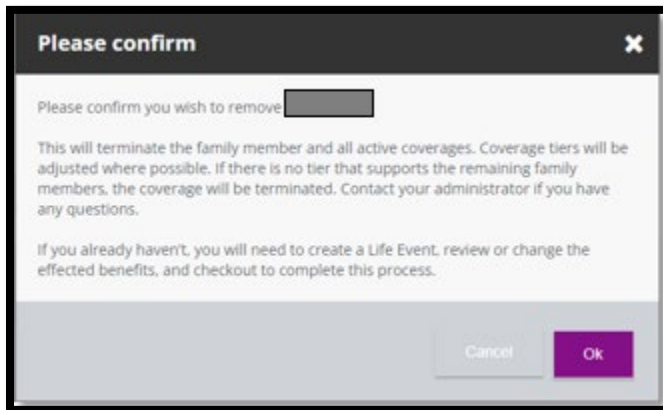 Please confirm
Please confirm you wish to remove
This will terminate the family member and all active coverages. Coverage tiers will be
adjusted where possible. If there is no tier that supports the remaining family
members, the coverage will be terminated. Contact your administrator if you have
any questions.
If you already haven't, you will need to create a Life Event, review or change the
effected benefits, and checkout to complete this process.
Cancel Ok